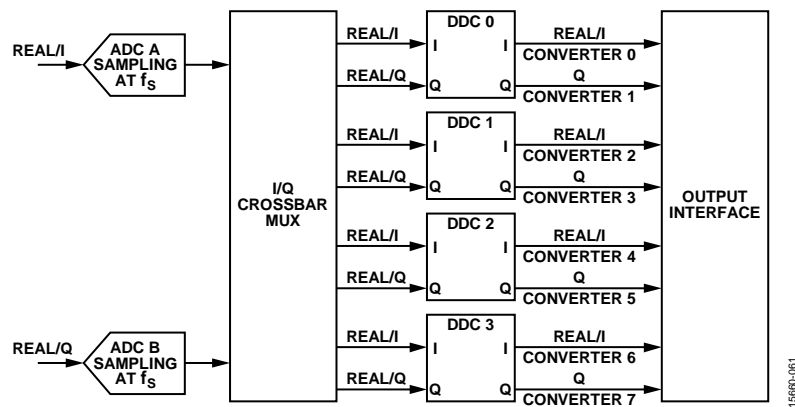 REAL/I
ADC A
SAMPLING
AT fS
I/Q
CROSSBAR
MUX
REAL/I
REAL/Q
DDC 0
I I
Q Q
REAL/I
CONVERTER 0
Q
CONVERTER 1
REAL/I
REAL/Q
DDC 1
I I
Q Q
REAL/I
CONVERTER 2
Q
CONVERTER 3
REAL/I
REAL/Q
DDC 2
I I
Q Q
REAL/I
CONVERTER 4
Q
CONVERTER 5
REAL/Q
ADC B
SAMPLING
AT fS
REAL/I
REAL/Q
DDC 3
I I
Q Q
REAL/I
CONVERTER 6
Q
CONVERTER 7
OUTPUT
INTERFACE
15660-061